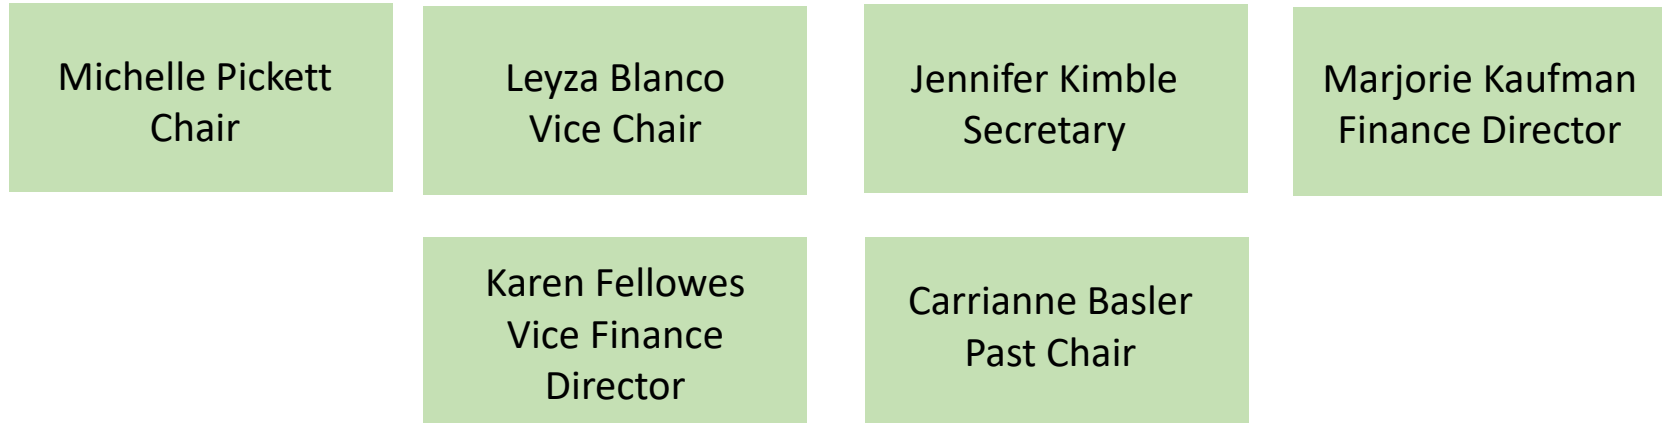 Michelle Pickett
Chair
Leyza Blanco
Vice Chair
Jennifer Kimble
Secretary
Marjorie Kaufman
Finance Director
Karen Fellowes
Vice Finance
Director
Carrianne Basler
Past Chair